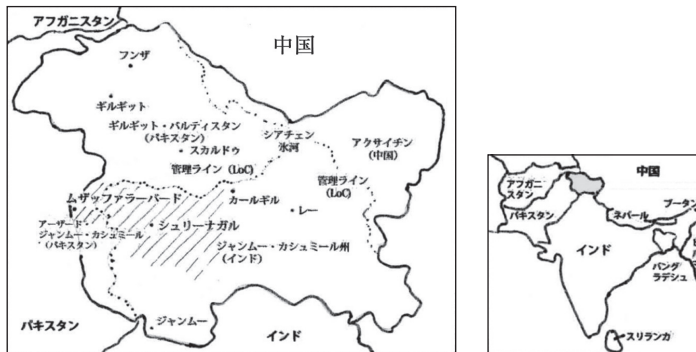 アフガニスタン
中国
フンザ
ギルギット
ギルギット・バルティスタン
(パキスタン)
スカルドゥ
シアチェン
氷河
アクサイチン
(中国)
管理ライン (LoC)
管理ライン
(LoC)
ムザッファラーバード
カールギル
レー
アーザード・
ジャンムー・カシュミール
(パキスタン)
シュリーナガル
ジャンムー・カシュミール州
(インド)
パキスタン
ジャンムー
インド
中国
アフガニ
スタン
パキスタン
ネパール
ブータン
インド
バング
ラデシュ
スリランカ